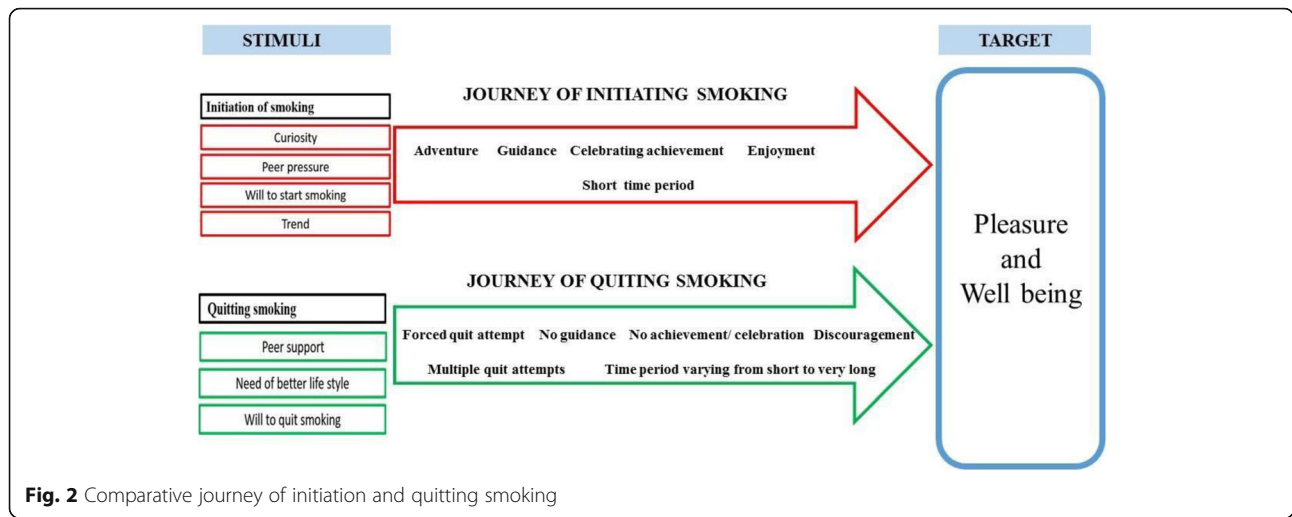 STIMULI
TARGET
JOURNEY OF INITIATING SMOKING
Initiation of smoking
Curiosity
Peer pressure
Will to start smoking
Trend
Adventure Guidance Celebrating achievement Enjoyment
Short time period
JOURNEY OF QUITING SMOKING
Quitting smoking
Peer support
Need of better life style
Will to quit smoking
Forced quit attempt No guidance No achievement/ celebration Discouragement
Multiple quit attempts Time period varying from short to very long
Pleasure
and
Well being
Fig. 2 Comparative journey of initiation and quitting smoking